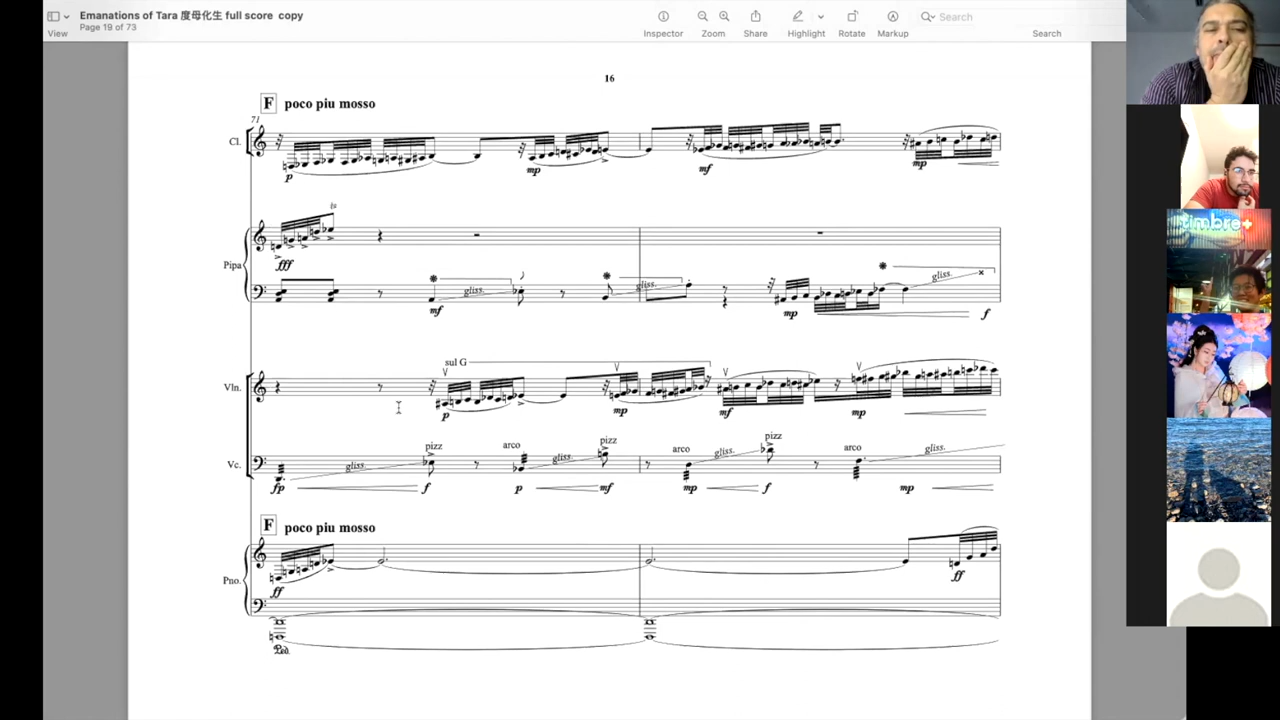 Emanations of Tara 度母化生 full score copy
Page 19 of 73
View
Inspector
Zoom
Share
Highlight
Rotate
Markup
Search
Search
16
F poco piu mosso
71
Cl.
p
mp
mf
mp
Pipa
fff
gliss.
gliss.
gliss.
mf
mp
f
sul G
Vln.
p
mp
mf
mp
pizz
arco
pizz
arco
pizz
arco
Vc.
gliss.
gliss.
gliss.
gliss.
fp
f
p
mf
mp
f
mp
F poco piu mosso
Pno.
ff
ff
Ped.
timbre+